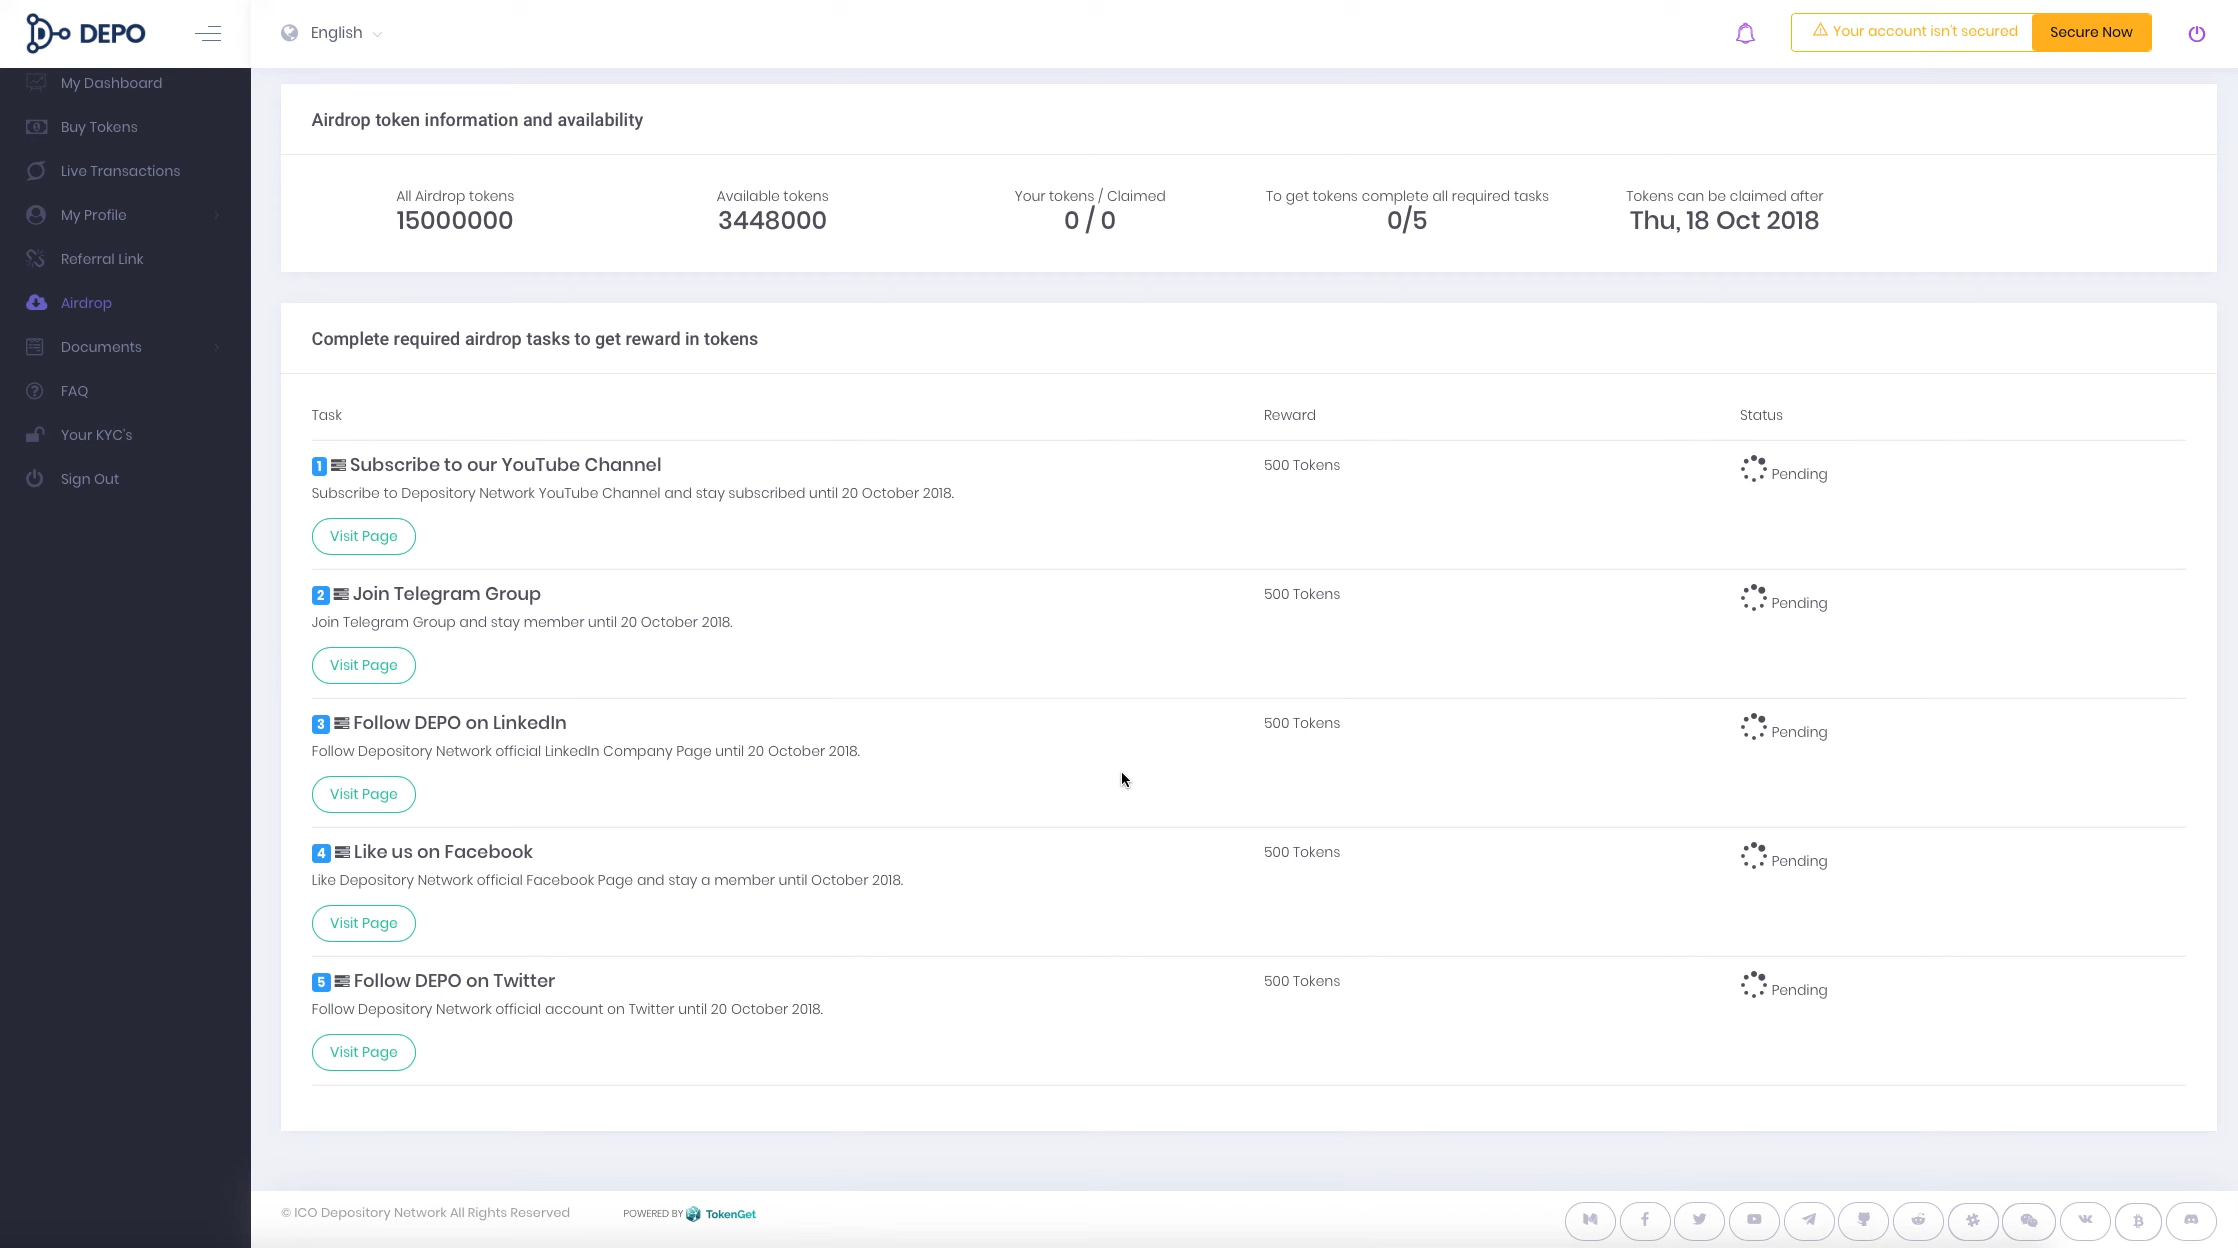 DEPO
English
Your account isn't secured
Secure Now
My Dashboard
Buy Tokens
Live Transactions
My Profile
Referral Link
Airdrop
Documents
FAQ
Your KYC's
Sign Out
Airdrop token information and availability
All Airdrop tokens
15000000
Available tokens
3448000
Your tokens / Claimed
0 / 0
To get tokens complete all required tasks
0/5
Tokens can be claimed after
Thu, 18 Oct 2018
Complete required airdrop tasks to get reward in tokens
Task Reward Status
1 Subscribe to our YouTube Channel 500 Tokens Pending
Subscribe to Depository Network YouTube Channel and stay subscribed until 20 October 2018.
Visit Page
2 Join Telegram Group 500 Tokens Pending
Join Telegram Group and stay member until 20 October 2018.
Visit Page
3 Follow DEPO on LinkedIn 500 Tokens Pending
Follow Depository Network official LinkedIn Company Page until 20 October 2018.
Visit Page
4 Like us on Facebook 500 Tokens Pending
Like Depository Network official Facebook Page and stay a member until October 2018.
Visit Page
5 Follow DEPO on Twitter 500 Tokens Pending
Follow Depository Network official account on Twitter until 20 October 2018.
Visit Page
© ICO Depository Network All Rights Reserved
POWERED BY TokenGet